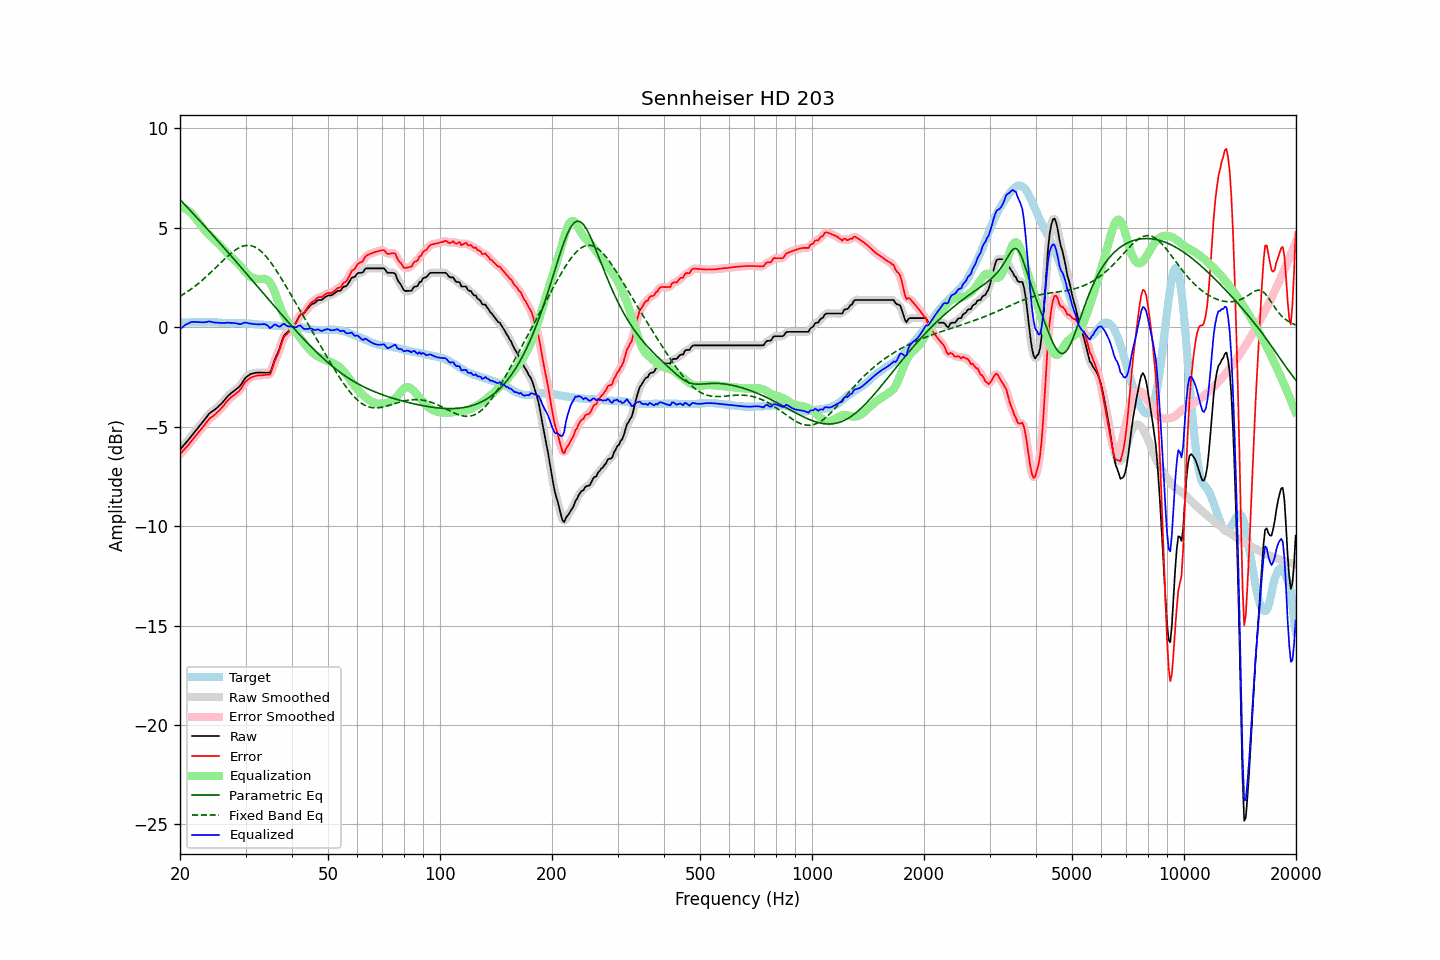 Sennheiser HD 203
Amplitude (dBr)
10
5
0
−5
−10
−15
−20
−25
Target
Raw Smoothed
Error Smoothed
Raw
Error
Equalization
Parametric Eq
Fixed Band Eq
Equalized
20 50 100 200 500 1000 2000 5000 10000 20000
Frequency (Hz)